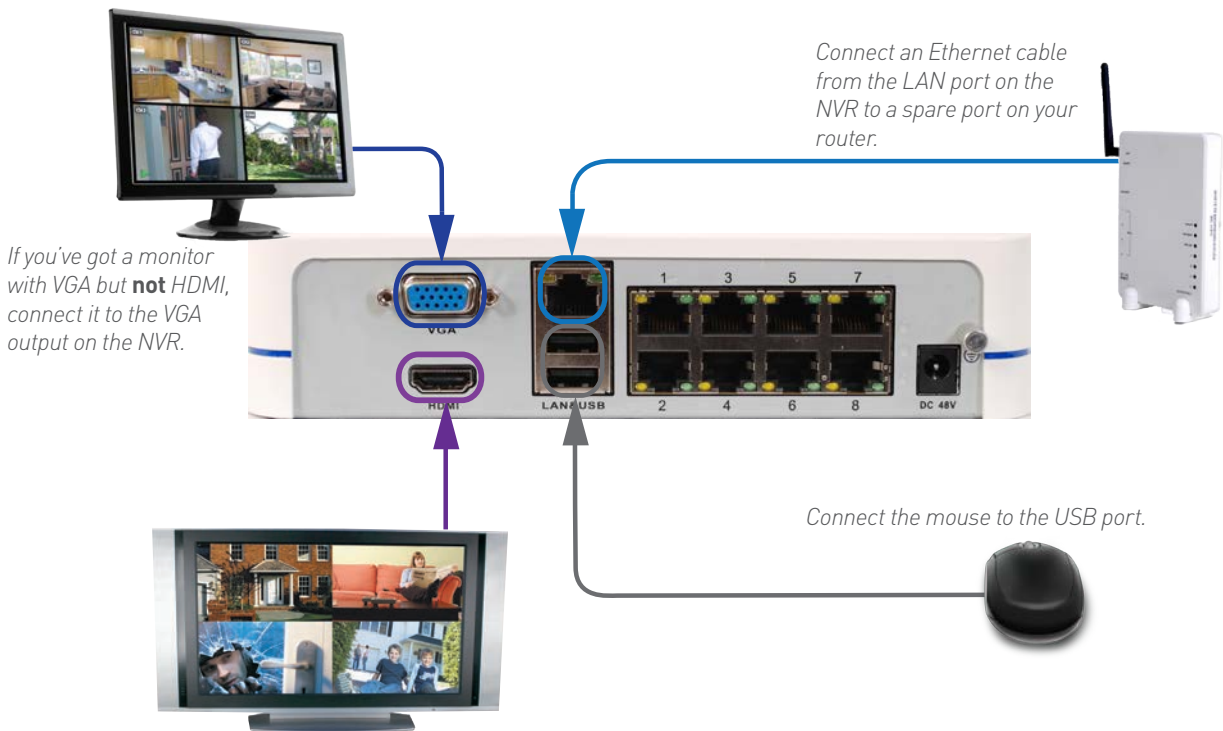 Connect an Ethernet cable
from the LAN port on the
NVR to a spare port on your
router.
If you've got a monitor
with VGA but not HDMI,
connect it to the VGA
output on the NVR.
VGA
HDMI
LAN&USB
1 3 5 7
2 4 6 8
DC 48V
Connect the mouse to the USB port.